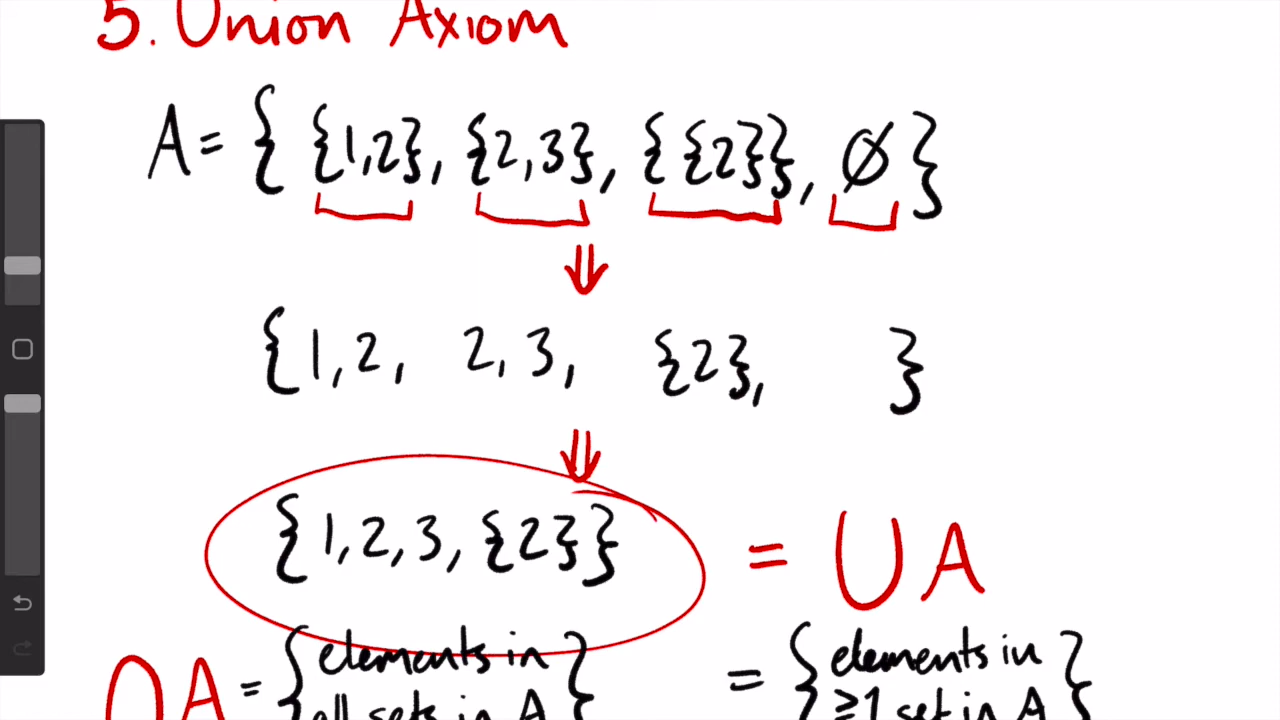 5. Union Axiom
A = { {1,2}, {2,3}, {{2}}, ∅ }
⇓
{ 1,2, 2,3, {2}, }
⇓
{ 1,2,3, {2} } = ∪A
∩A = { elements in all sets in A }
= { elements in ≥1 set in A }